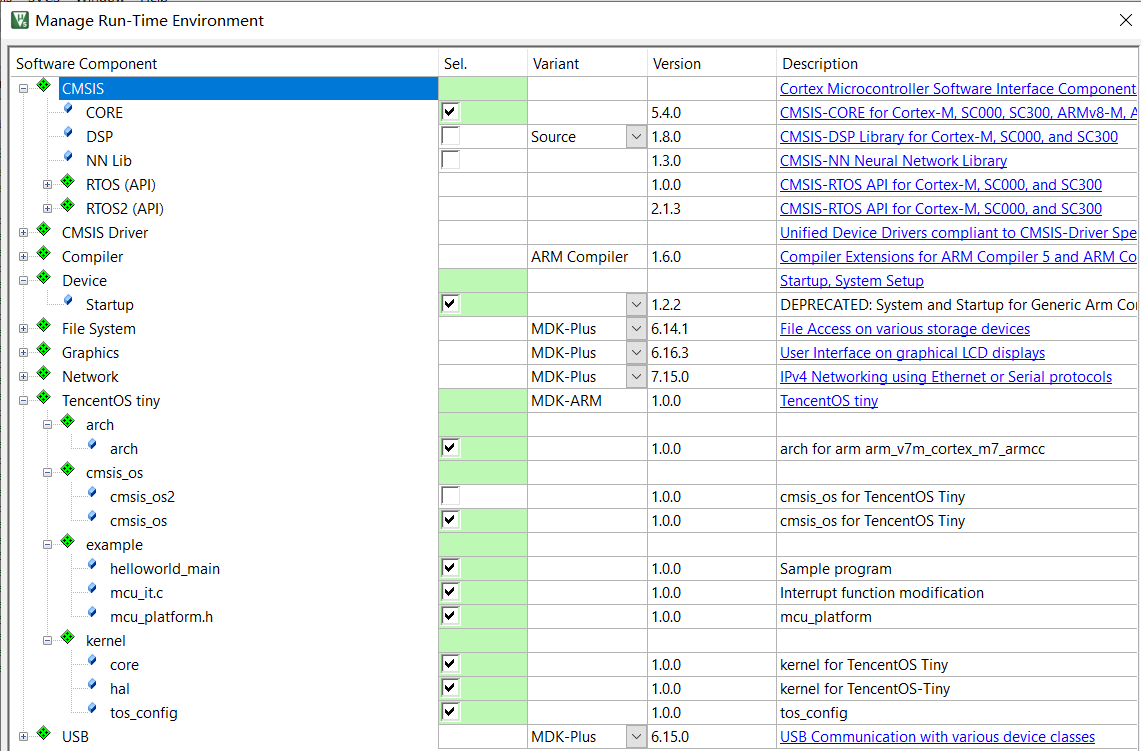 Manage Run-Time Environment
Software Component Sel. Variant Version Description
CMSIS Cortex Microcontroller Software Interface Component
CORE 5.4.0 CMSIS-CORE for Cortex-M, SC000, SC300, ARMv8-M, A
DSP Source 1.8.0 CMSIS-DSP Library for Cortex-M, SC000, and SC300
NN Lib 1.3.0 CMSIS-NN Neural Network Library
RTOS (API) 1.0.0 CMSIS-RTOS API for Cortex-M, SC000, and SC300
RTOS2 (API) 2.1.3 CMSIS-RTOS API for Cortex-M, SC000, and SC300
CMSIS Driver Unified Device Drivers compliant to CMSIS-Driver Spe
Compiler ARM Compiler 1.6.0 Compiler Extensions for ARM Compiler 5 and ARM Co
Device Startup, System Setup
Startup 1.2.2 DEPRECATED: System and Startup for Generic Arm Cor
File System MDK-Plus 6.14.1 File Access on various storage devices
Graphics MDK-Plus 6.16.3 User Interface on graphical LCD displays
Network MDK-Plus 7.15.0 IPv4 Networking using Ethernet or Serial protocols
TencentOS tiny MDK-ARM 1.0.0 TencentOS tiny
arch
arch 1.0.0 arch for arm arm_v7m_cortex_m7_armcc
cmsis_os
cmsis_os2 1.0.0 cmsis_os for TencentOS Tiny
cmsis_os 1.0.0 cmsis_os for TencentOS Tiny
example
helloworld_main 1.0.0 Sample program
mcu_it.c 1.0.0 Interrupt function modification
mcu_platform.h 1.0.0 mcu_platform
kernel
core 1.0.0 kernel for TencentOS Tiny
hal 1.0.0 kernel for TencentOS-Tiny
tos_config 1.0.0 tos_config
USB MDK-Plus 6.15.0 USB Communication with various device classes